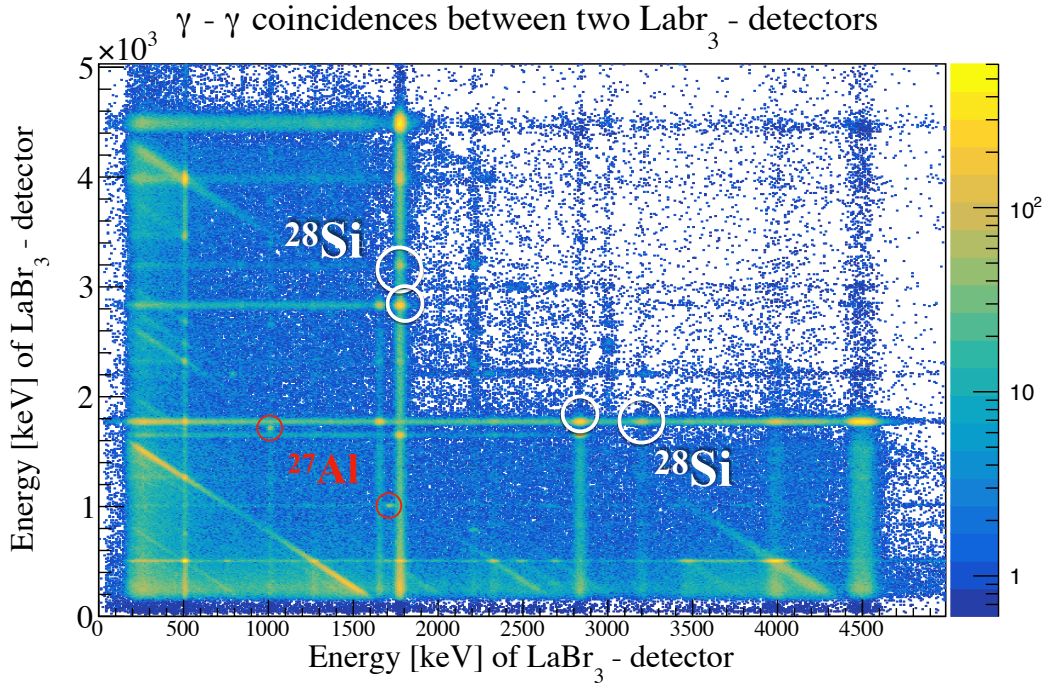 γ - γ coincidences between two Labr₃ - detectors
×10³
5
4
3
2
1
0
Energy [keV] of LaBr₃ - detector
²⁸Si
²⁷Al
²⁸Si
10²
10
1
0 500 1000 1500 2000 2500 3000 3500 4000 4500
Energy [keV] of LaBr₃ - detector